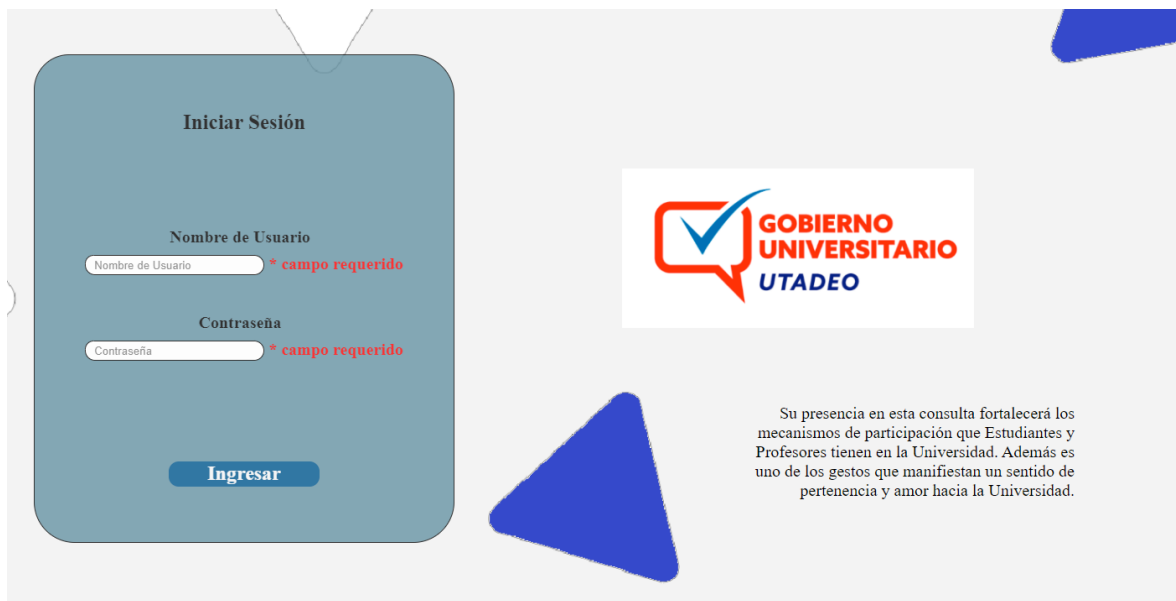 Iniciar Sesión
Nombre de Usuario
Nombre de Usuario * campo requerido
Contraseña
Contraseña * campo requerido
Ingresar
GOBIERNO
UNIVERSITARIO
UTADEO
Su presencia en esta consulta fortalecerá los
mecanismos de participación que Estudiantes y
Profesores tienen en la Universidad. Además es
uno de los gestos que manifiestan un sentido de
pertenencia y amor hacia la Universidad.